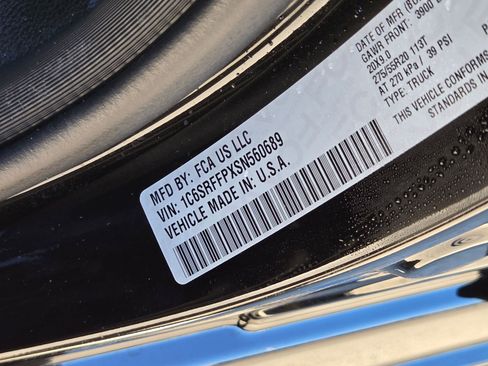 MFD BY: FCA US LLC
VIN: 1C6SRFFPXSN560689
VEHICLE MADE IN U.S.A.
DATE OF MFR
GAWR FRONT: 3900
20X9.0
275/55R20 113T
AT 270 kPa / 39 PSI
TYPE: TRUCK
THIS VEHICLE CONFORMS
STANDARDS IN